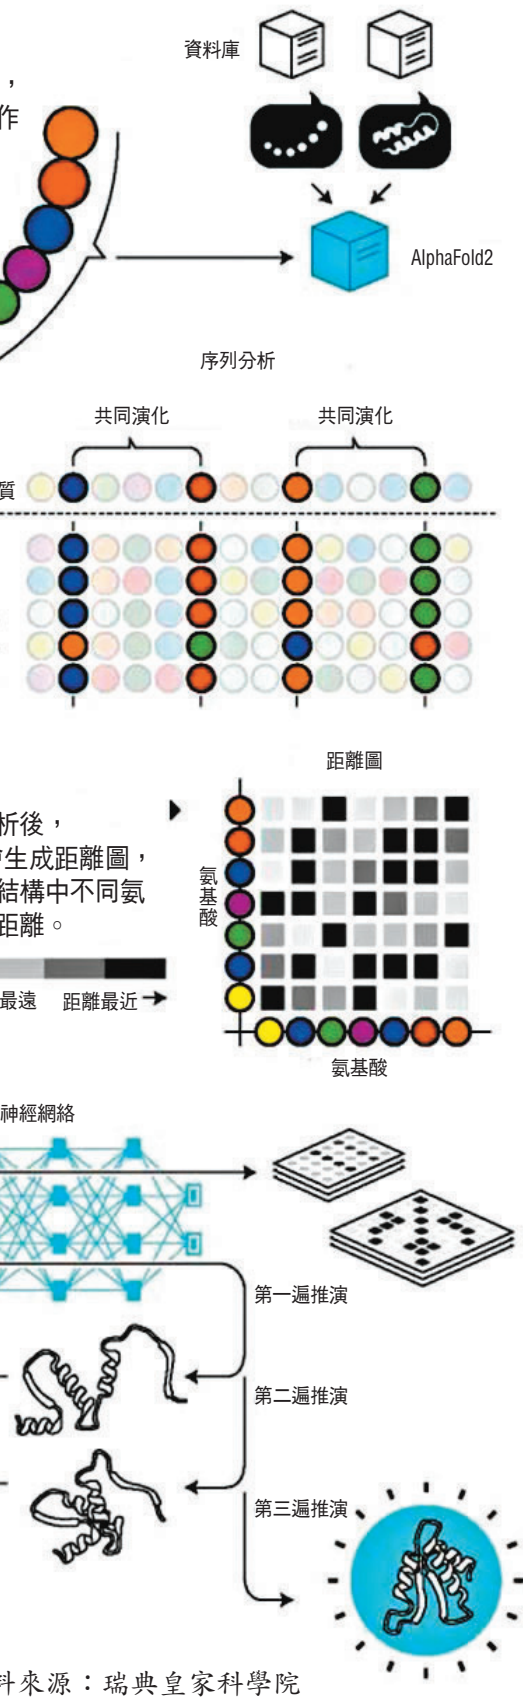 資料庫
，
作
AlphaFold2
序列分析
共同演化 共同演化
質
距離圖
析後，
會生成距離圖，
結構中不同氨
距離。
最遠 距離最近
氨基酸
氨基酸
神經網絡
第一遍推演
第二遍推演
第三遍推演
料來源：瑞典皇家科學院